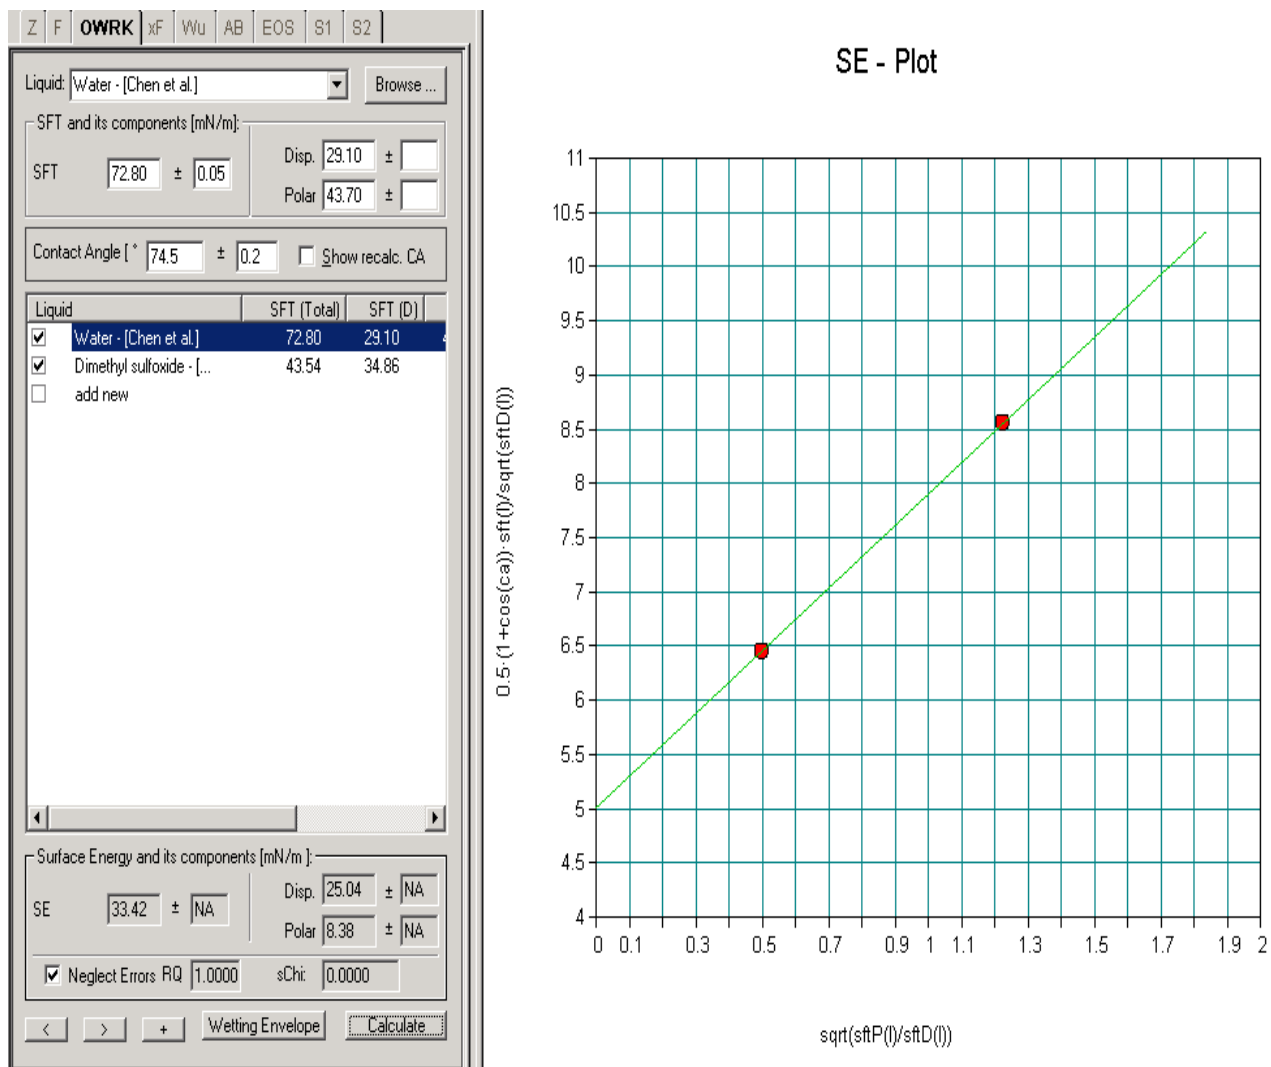 Z F OWRK xF Wu AB EOS S1 S2
Liquid: Water - [Chen et al.] Browse ...
SFT and its components [mN/m]:
SFT 72.80 ± 0.05
Disp. 29.10 ±
Polar 43.70 ±
Contact Angle [ ° 74.5 ± 0.2 Show recalc. CA
Liquid SFT (Total) SFT (D)
Water - [Chen et al.] 72.80 29.10
Dimethyl sulfoxide - [... 43.54 34.86
add new
Surface Energy and its components [mN/m ]:
SE 33.42 ± NA
Disp. 25.04 ± NA
Polar 8.38 ± NA
Neglect Errors RQ 1.0000 sChi: 0.0000
< > + Wetting Envelope Calculate
SE - Plot
0.5·(1+cos(ca))·sft(l)/sqrt(sftD(l))
11
10.5
10
9.5
9
8.5
8
7.5
7
6.5
6
5.5
5
4.5
4
0 0.1 0.3 0.5 0.7 0.9 1 1.1 1.3 1.5 1.7 1.9 2
sqrt(sftP(l)/sftD(l))